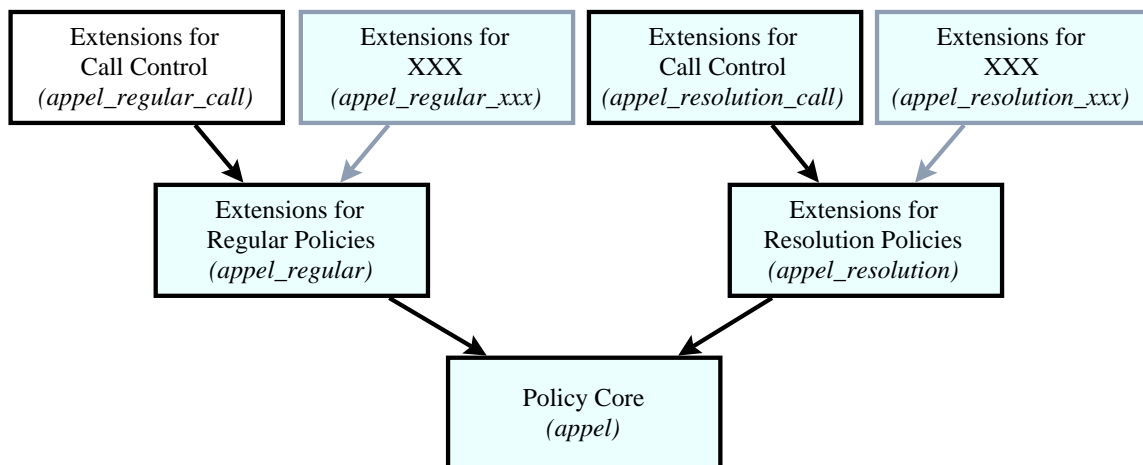 Extensions for
Call Control
(appel_regular_call)
Extensions for
XXX
(appel_regular_xxx)
Extensions for
Call Control
(appel_resolution_call)
Extensions for
XXX
(appel_resolution_xxx)
Extensions for
Regular Policies
(appel_regular)
Extensions for
Resolution Policies
(appel_resolution)
Policy Core
(appel)